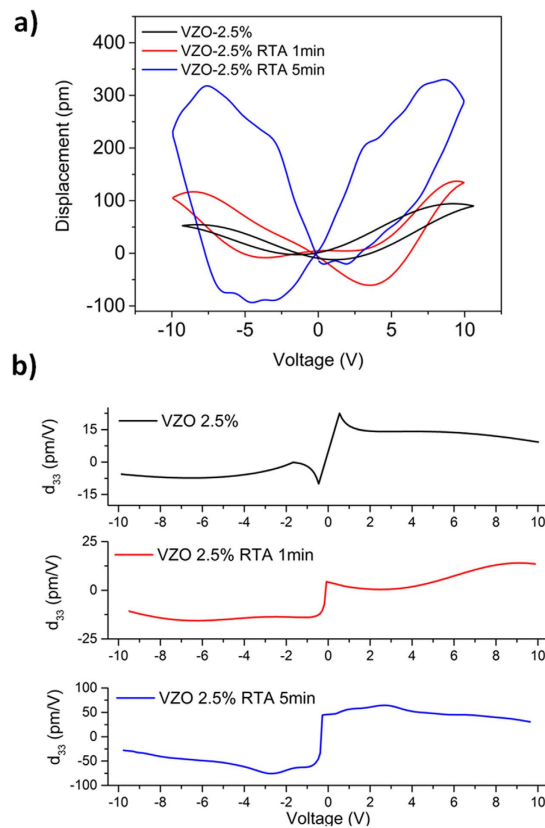 a)
VZO-2.5%
VZO-2.5% RTA 1min
VZO-2.5% RTA 5min
400
300
200
100
0
-100
Displacement (pm)
-10 -5 0 5 10
Voltage (V)
b)
VZO 2.5%
15
0
-15
d33 (pm/V)
-10 -8 -6 -4 -2 0 2 4 6 8 10
VZO 2.5% RTA 1min
25
0
-25
d33 (pm/V)
-10 -8 -6 -4 -2 0 2 4 6 8 10
VZO 2.5% RTA 5min
100
50
0
-50
-100
d33 (pm/V)
-10 -8 -6 -4 -2 0 2 4 6 8 10
Voltage (V)